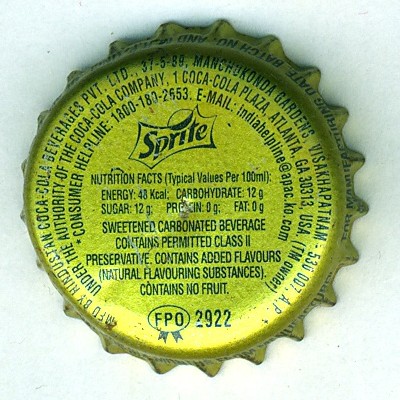 MFD BY HINDUSTAN COCA-COLA BEVERAGES PVT. LTD., 37-5-89, MANCHUKONDA GARDENS, VISAKHAPATNAM - 530 007. A.P.
UNDER THE AUTHORITY OF THE COCA-COLA COMPANY, 1 COCA-COLA PLAZA, ATLANTA, GA 30313, USA (TM owner)
* CONSUMER HELPLINE: 1800-180-2653. E-MAIL: indiahelpline@apac.ko.com
Sprite
NUTRITION FACTS (Typical Values Per 100ml):
ENERGY: 48 Kcal; CARBOHYDRATE: 12 g
SUGAR: 12 g; PROTEIN: 0 g; FAT: 0 g
SWEETENED CARBONATED BEVERAGE
CONTAINS PERMITTED CLASS II
PRESERVATIVE. CONTAINS ADDED FLAVOURS
(NATURAL FLAVOURING SUBSTANCES).
CONTAINS NO FRUIT.
FPO 2922